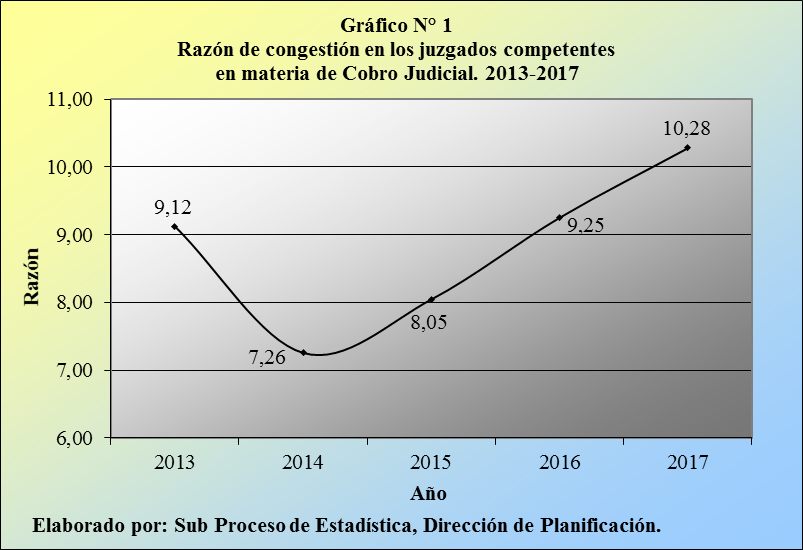 Gráfico N° 1
Razón de congestión en los juzgados competentes
en materia de Cobro Judicial. 2013-2017
11,00
10,00
9,00
8,00
7,00
6,00
Razón
9,12
7,26
8,05
9,25
10,28
2013 2014 2015 2016 2017
Año
Elaborado por: Sub Proceso de Estadística, Dirección de Planificación.